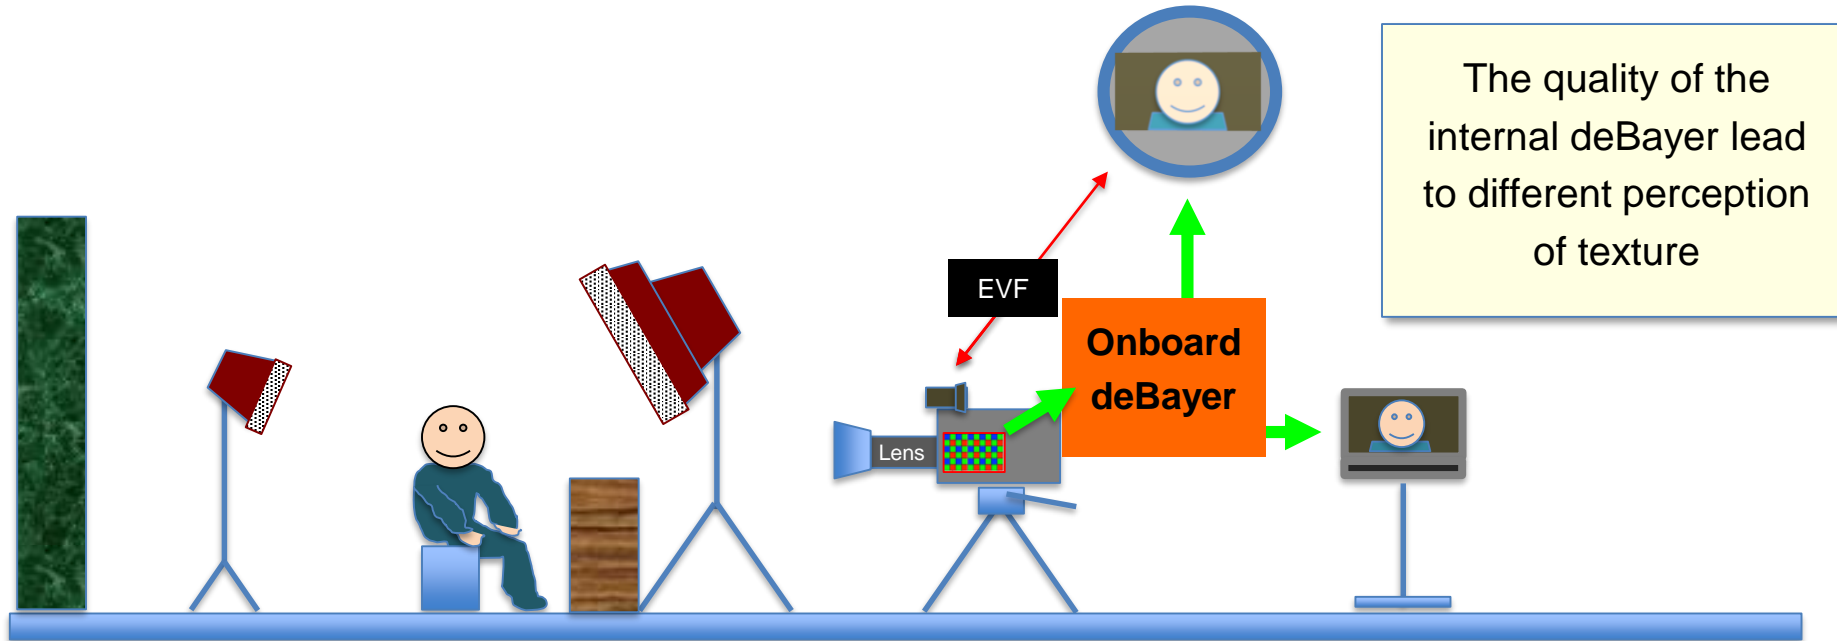 The quality of the
internal deBayer lead
to different perception
of texture
EVF
Onboard
deBayer
Lens